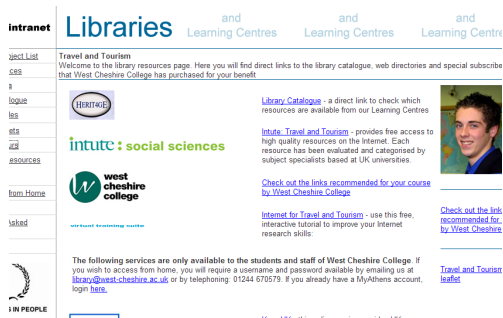 intranet
Libraries
and
Learning Centres
and
Learning Centres
and
Learning Centre
bject List
ces
a
logue
les
ets
urs
esources
from Home
Asked
S IN PEOPLE
Travel and Tourism
Welcome to the library resources page. Here you will find direct links to the library catalogue, web directories and special subscribe
that West Cheshire College has purchased for your benefit
HERITAGE
Library Catalogue - a direct link to check which
resources are available from our Learning Centres
intute: social sciences
Intute: Travel and Tourism - provides free access to
high quality resources on the Internet. Each
resource has been evaluated and categorised by
subject specialists based at UK universities.
west
cheshire
college
Check out the links recommended for your course
by West Cheshire College
virtual training suite
Internet for Travel and Tourism - use this free,
interactive tutorial to improve your Internet
research skills:
Check out the link
recommended for
by West Cheshire
The following services are only available to the students and staff of West Cheshire College. If
you wish to access from home, you will require a username and password available by emailing us at
library@west-cheshire.ac.uk or by telephoning: 01244 670579. If you already have a MyAthens account,
login here.
Travel and Tourism
leaflet